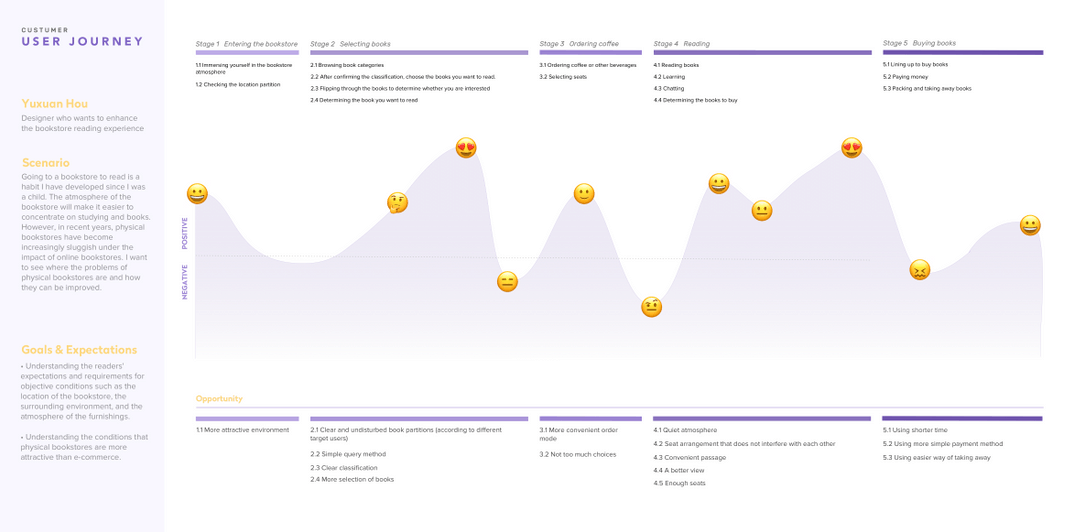 CUSTUMER
USER JOURNEY
Yuxuan Hou
Designer who wants to enhance
the bookstore reading experience
Scenario
Going to a bookstore to read is a
habit I have developed since I was
a child. The atmosphere of the
bookstore will make it easier to
concentrate on studying and books.
However, in recent years, physical
bookstores have become
increasingly sluggish under the
impact of online bookstores. I want
to see where the problems of
physical bookstores are and how
they can be improved.
Goals & Expectations
• Understanding the readers'
expectations and requirements for
objective conditions such as the
location of the bookstore, the
surrounding environment, and the
atmosphere of the furnishings.
• Understanding the conditions that
physical bookstores are more
attractive than e-commerce.
Stage 1 Entering the bookstore
1.1 Immersing yourself in the bookstore
atmosphere
1.2 Checking the location partition
Stage 2 Selecting books
2.1 Browsing book categories
2.2 After confirming the classification, choose the books you want to read.
2.3 Flipping through the books to determine whether you are interested
2.4 Determining the book you want to read
Stage 3 Ordering coffee
3.1 Ordering coffee or other beverages
3.2 Selecting seats
Stage 4 Reading
4.1 Reading books
4.2 Learning
4.3 Chatting
4.4 Determining the books to buy
Stage 5 Buying books
5.1 Lining up to buy books
5.2 Paying money
5.3 Packing and taking away books
POSITIVE
NEGATIVE
Opportunity
1.1 More attractive environment
2.1 Clear and undisturbed book partitions (according to different
target users)
2.2 Simple query method
2.3 Clear classification
2.4 More selection of books
3.1 More convenient order
mode
3.2 Not too much choices
4.1 Quiet atmosphere
4.2 Seat arrangement that does not interfere with each other
4.3 Convenient passage
4.4 A better view
4.5 Enough seats
5.1 Using shorter time
5.2 Using more simple payment method
5.3 Using easier way of taking away